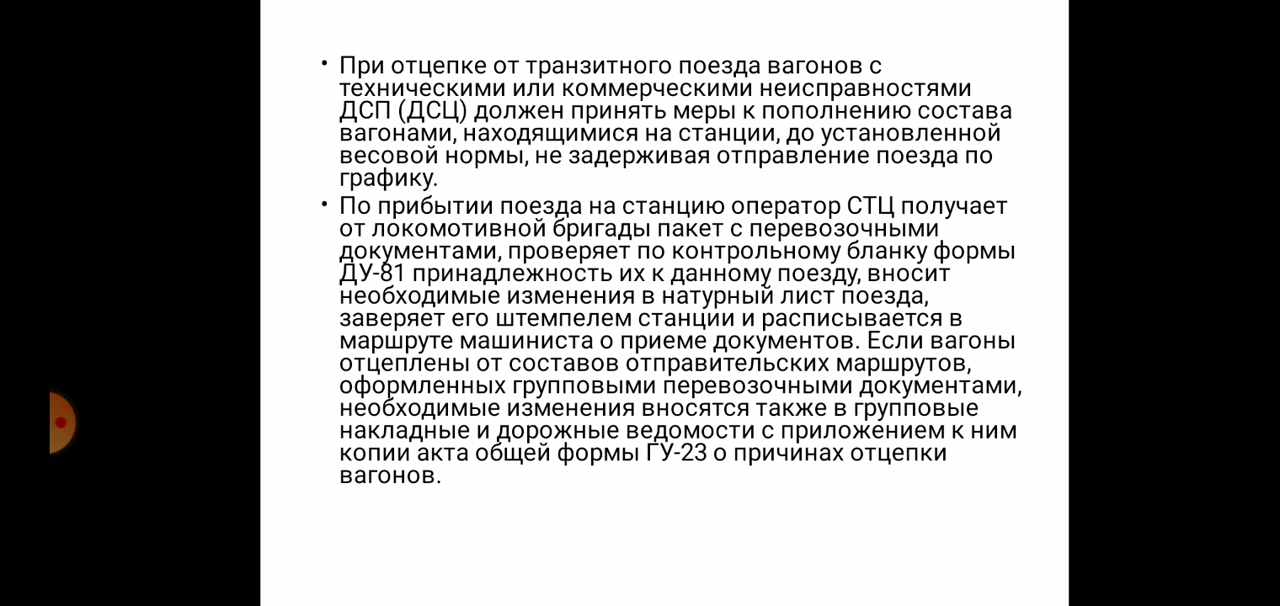 • При отцепке от транзитного поезда вагонов с
техническими или коммерческими неисправностями
ДСП (ДСЦ) должен принять меры к пополнению состава
вагонами, находящимися на станции, до установленной
весовой нормы, не задерживая отправление поезда по
графику.
• По прибытии поезда на станцию оператор СТЦ получает
от локомотивной бригады пакет с перевозочными
документами, проверяет по контрольному бланку формы
ДУ-81 принадлежность их к данному поезду, вносит
необходимые изменения в натурный лист поезда,
заверяет его штемпелем станции и расписывается в
маршруте машиниста о приеме документов. Если вагоны
отцеплены от составов отправительских маршрутов,
оформленных групповыми перевозочными документами,
необходимые изменения вносятся также в групповые
накладные и дорожные ведомости с приложением к ним
копии акта общей формы ГУ-23 о причинах отцепки
вагонов.